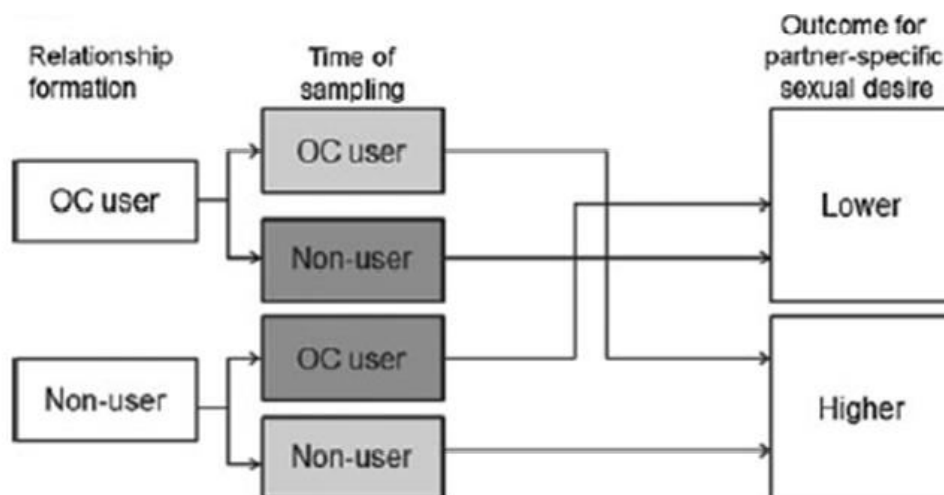 Relationship
formation
Time of
sampling
Outcome for
partner-specific
sexual desire
OC user
OC user
Non-user
Lower
Non-user
OC user
Non-user
Higher